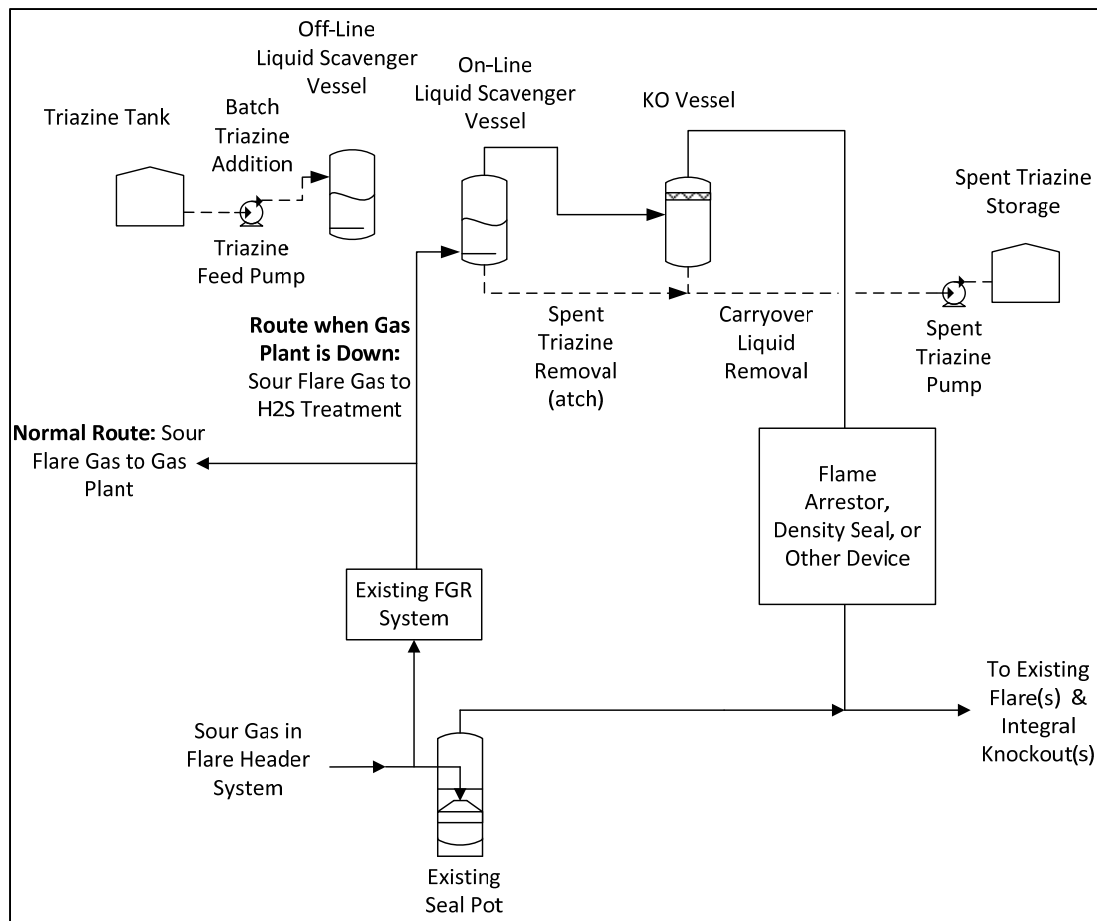 Off-Line
Liquid Scavenger
Vessel
On-Line
Liquid Scavenger
Vessel
KO Vessel
Triazine Tank
Batch
Triazine
Addition
Spent Triazine
Storage
Triazine
Feed Pump
Route when Gas
Plant is Down:
Sour Flare Gas to
H2S Treatment
Spent
Triazine
Removal
(atch)
Carryover
Liquid
Removal
Spent
Triazine
Pump
Normal Route: Sour
Flare Gas to Gas
Plant
Flame
Arrestor,
Density Seal, or
Other Device
Existing FGR
System
Sour Gas in
Flare Header
System
To Existing
Flare(s) &
Integral
Knockout(s)
Existing
Seal Pot